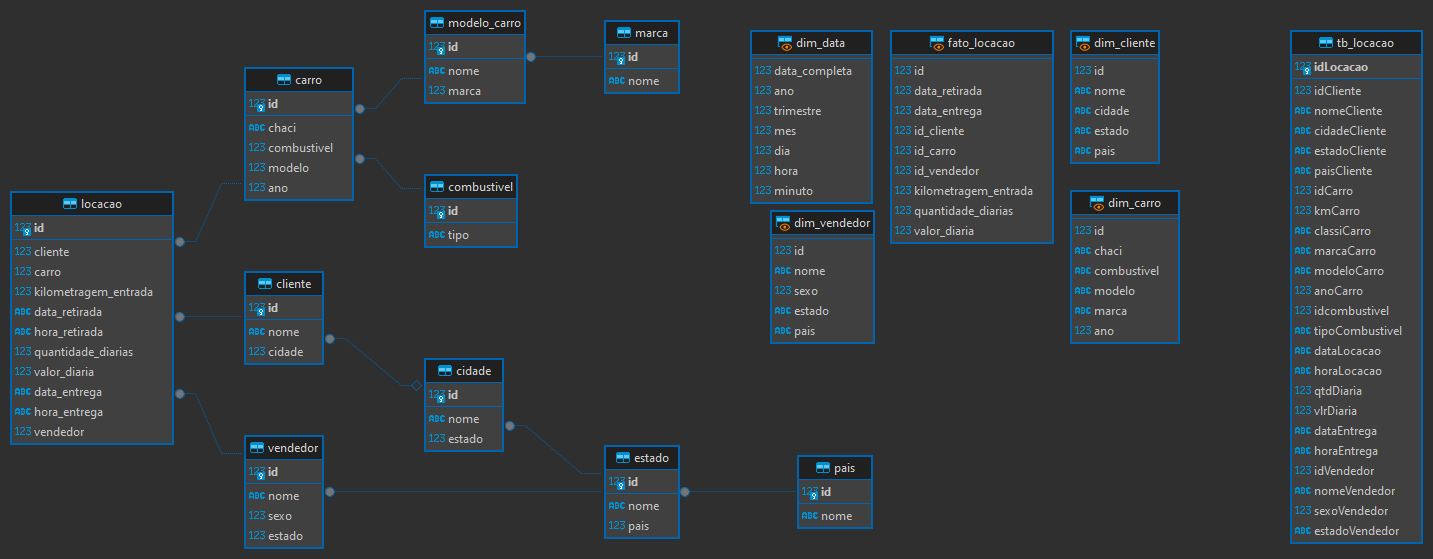 locacao
123 id
123 cliente
123 carro
123 kilometragem_entrada
ABC data_retirada
ABC hora_retirada
123 quantidade_diarias
123 valor_diaria
ABC data_entrega
ABC hora_entrega
123 vendedor
carro
123 id
ABC chaci
123 combustivel
123 modelo
123 ano
cliente
123 id
ABC nome
123 cidade
vendedor
123 id
ABC nome
123 sexo
123 estado
modelo_carro
123 id
ABC nome
123 marca
combustivel
123 id
ABC tipo
cidade
123 id
ABC nome
123 estado
marca
123 id
ABC nome
estado
123 id
ABC nome
123 pais
pais
123 id
ABC nome
dim_data
123 data_completa
123 ano
123 trimestre
123 mes
123 dia
123 hora
123 minuto
dim_vendedor
123 id
ABC nome
123 sexo
ABC estado
ABC pais
fato_locacao
123 id
123 data_retirada
123 data_entrega
123 id_cliente
123 id_carro
123 id_vendedor
123 kilometragem_entrada
123 quantidade_diarias
123 valor_diaria
dim_cliente
123 id
ABC nome
ABC cidade
ABC estado
ABC pais
dim_carro
123 id
ABC chaci
ABC combustivel
ABC modelo
ABC marca
123 ano
tb_locacao
123 idLocacao
123 idCliente
ABC nomeCliente
ABC cidadeCliente
ABC estadoCliente
ABC paisCliente
123 idCarro
123 kmCarro
ABC classiCarro
ABC marcaCarro
ABC modeloCarro
123 anoCarro
123 idcombustivel
ABC tipoCombustivel
ABC dataLocacao
ABC horaLocacao
123 qtdDiaria
123 vlrDiaria
ABC dataEntrega
ABC horaEntrega
123 idVendedor
ABC nomeVendedor
123 sexoVendedor
ABC estadoVendedor